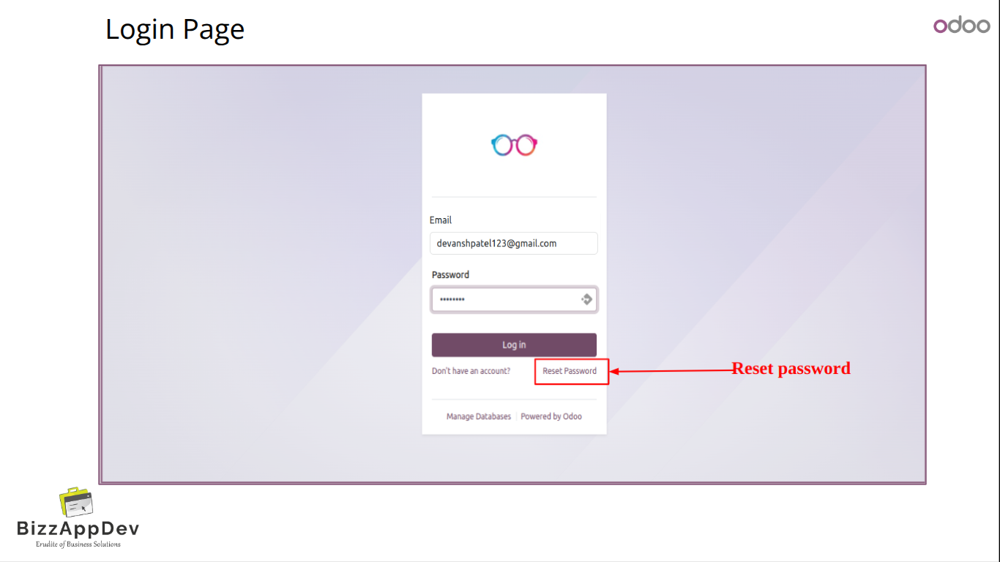 Login Page
odoo
Email
devanshpatel123@gmail.com
Password
••••••••
Log in
Don't have an account? Reset Password
Reset password
Manage Databases | Powered by Odoo
BizzAppDev
Erudite of Business Solutions